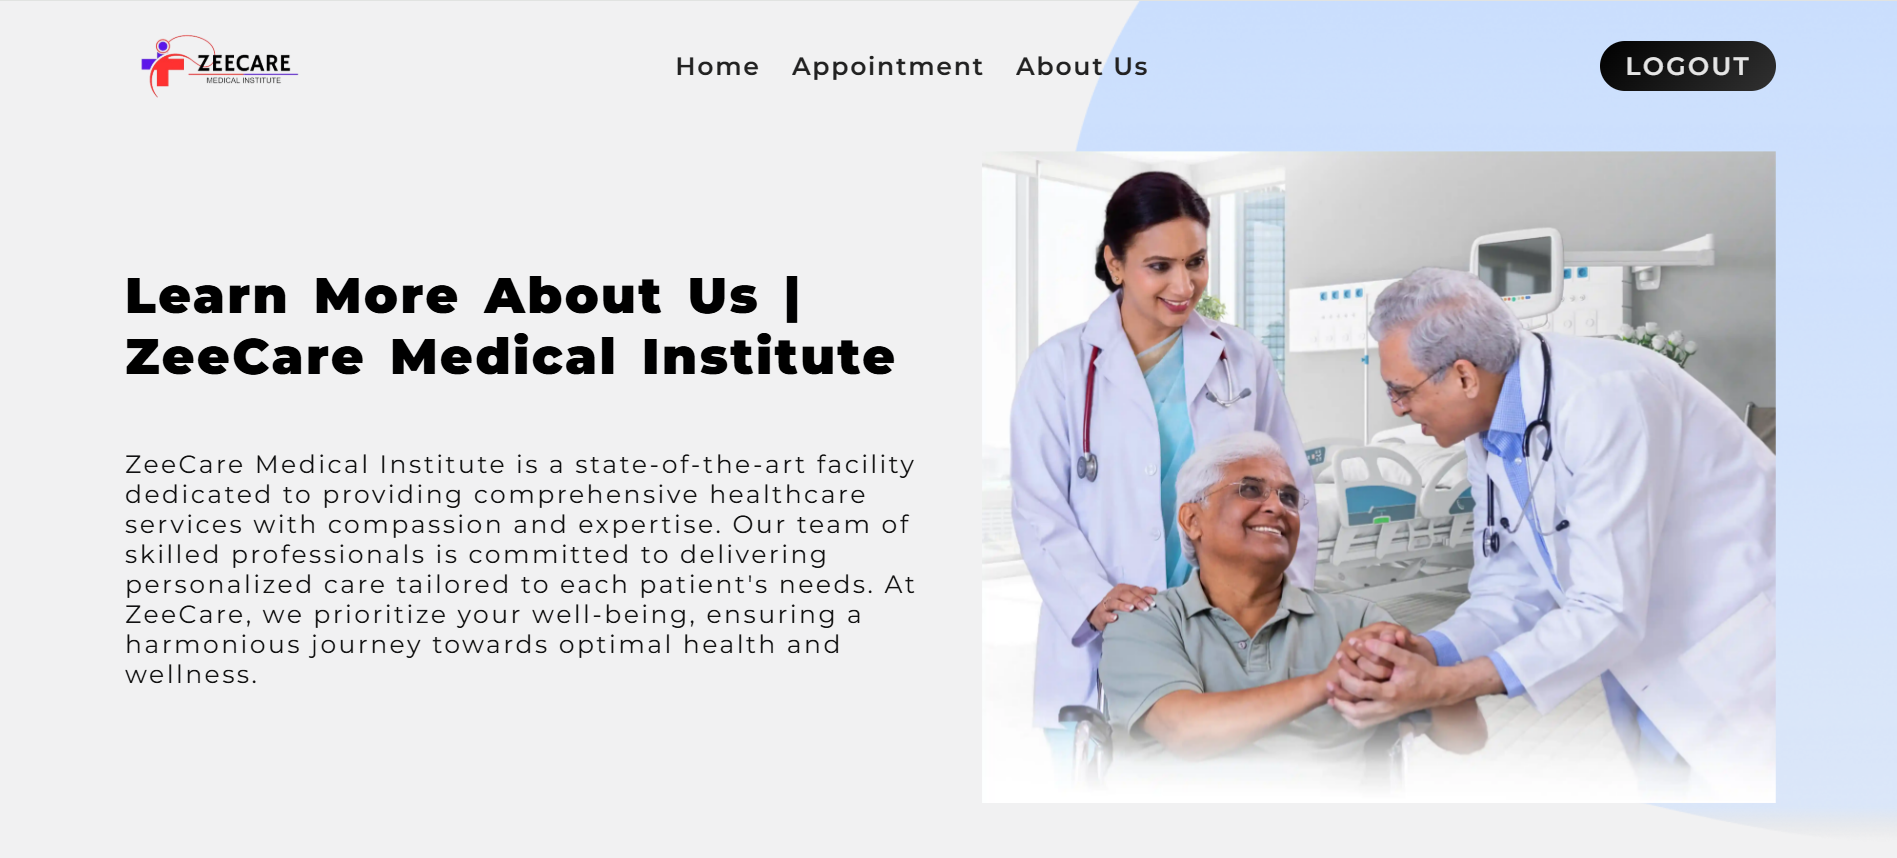 ZEECARE
MEDICAL INSTITUTE
Home Appointment About Us
LOGOUT
Learn More About Us |
ZeeCare Medical Institute
ZeeCare Medical Institute is a state-of-the-art facility
dedicated to providing comprehensive healthcare
services with compassion and expertise. Our team of
skilled professionals is committed to delivering
personalized care tailored to each patient's needs. At
ZeeCare, we prioritize your well-being, ensuring a
harmonious journey towards optimal health and
wellness.